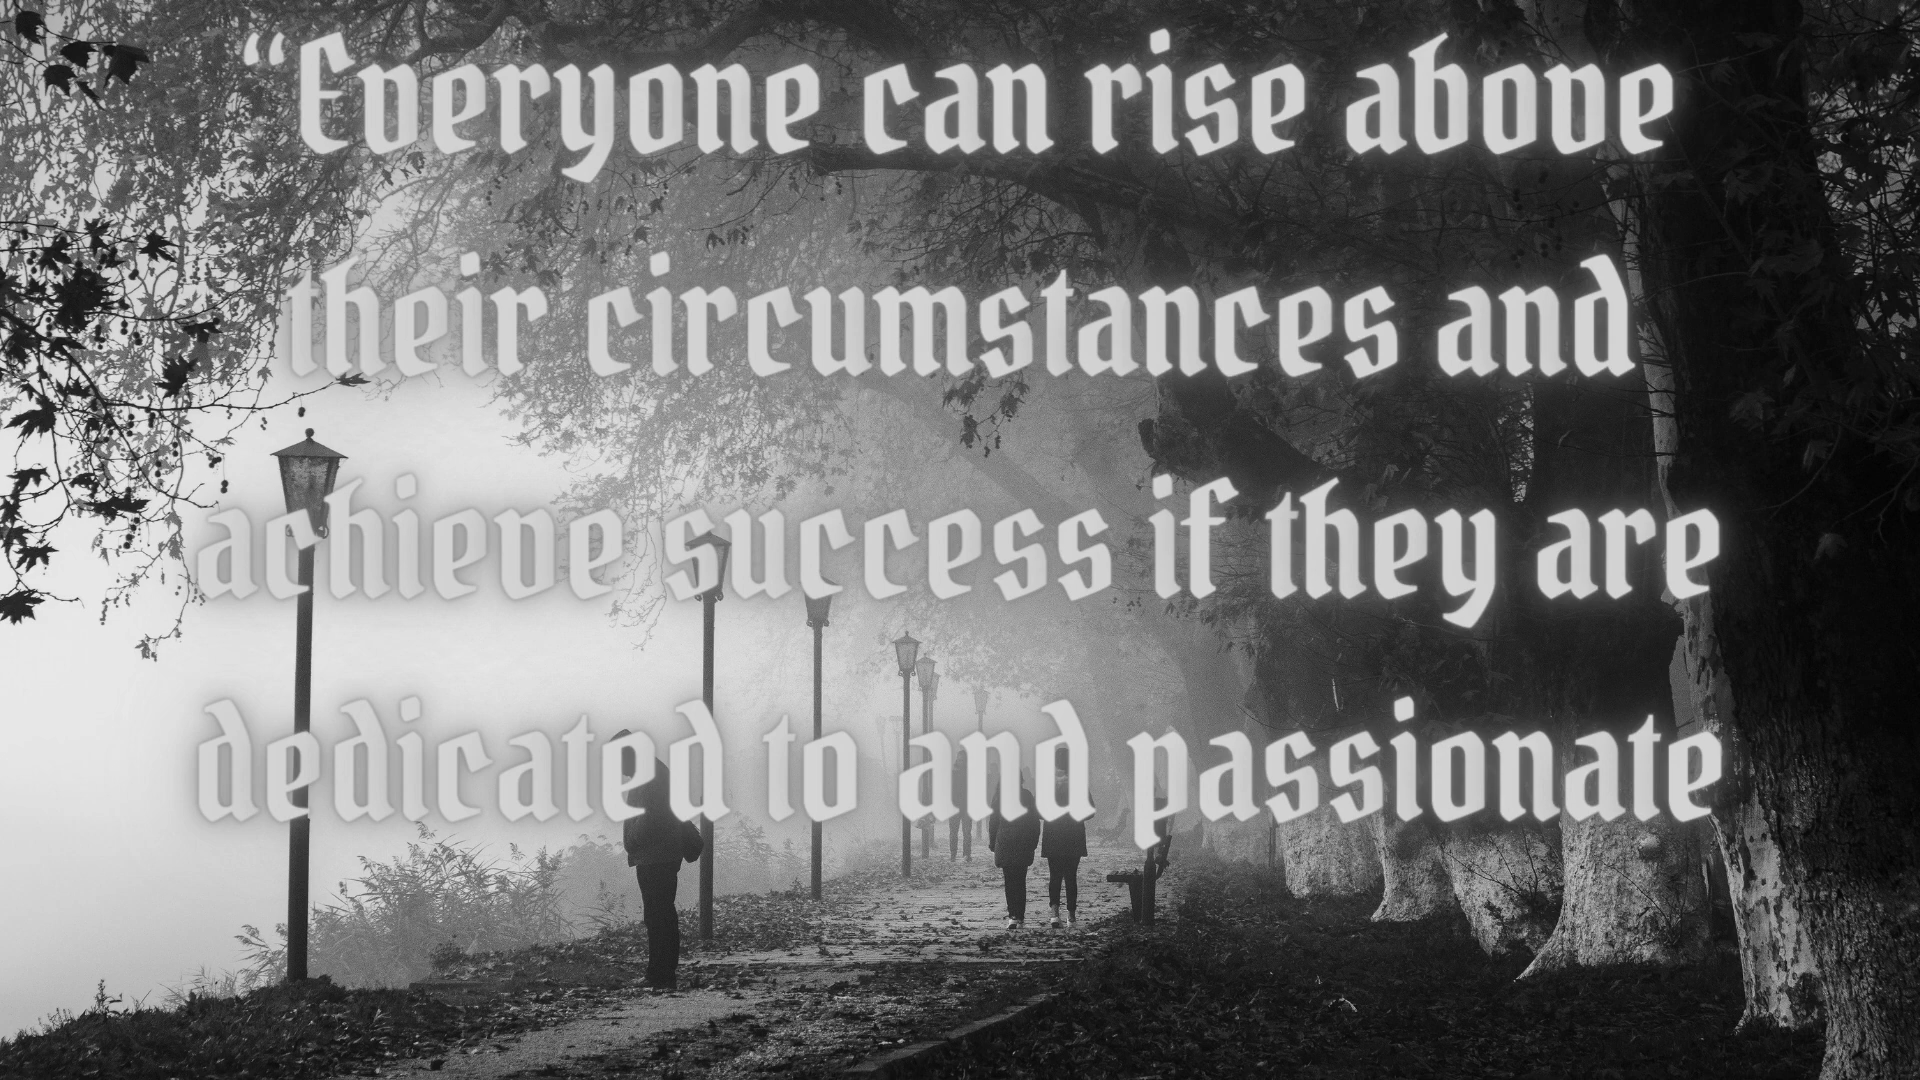 “Everyone can rise above
their circumstances and
achieve success if they are
dedicated to and passionate